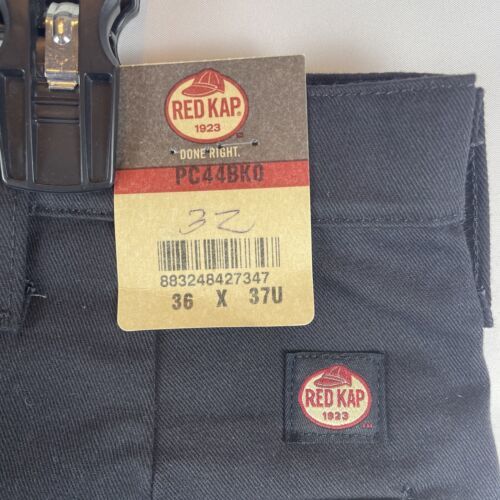 RED KAP
1923
DONE RIGHT.
PC44BK0
32
883248427347
36 X 37U
RED KAP
1923